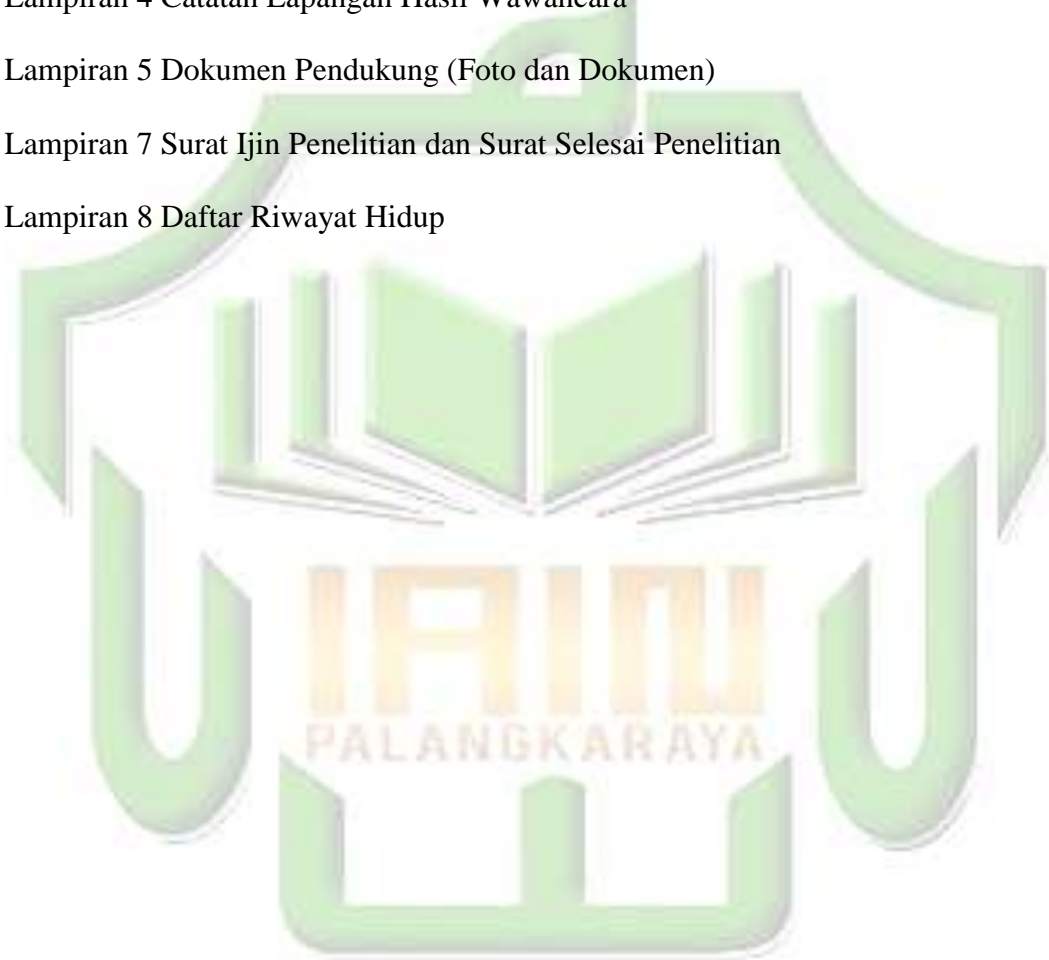 Lampiran 4 Catatan Lapangan Hasil Wawancara
Lampiran 5 Dokumen Pendukung (Foto dan Dokumen)
Lampiran 7 Surat Ijin Penelitian dan Surat Selesai Penelitian
Lampiran 8 Daftar Riwayat Hidup
IAIN
PALANGKARAYA